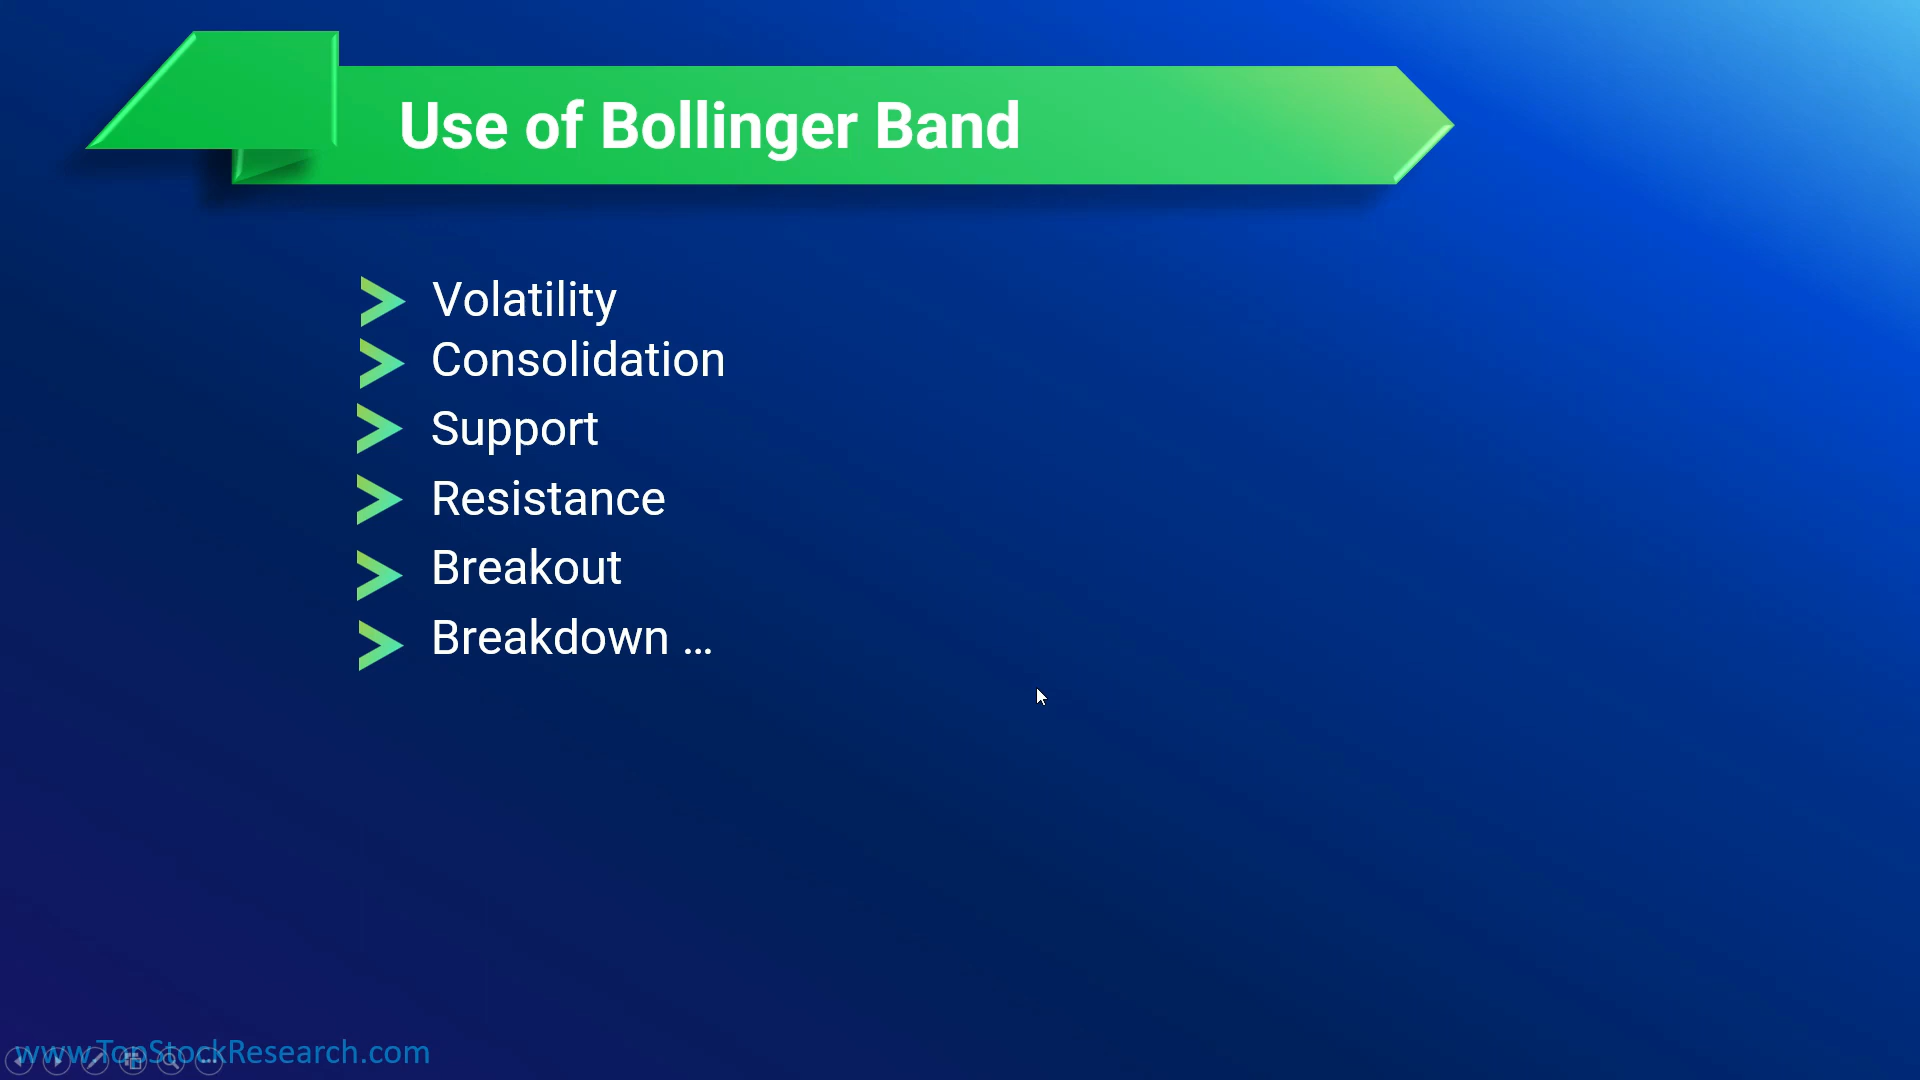 Use of Bollinger Band
Volatility
Consolidation
Support
Resistance
Breakout
Breakdown ...
www.TopStockResearch.com